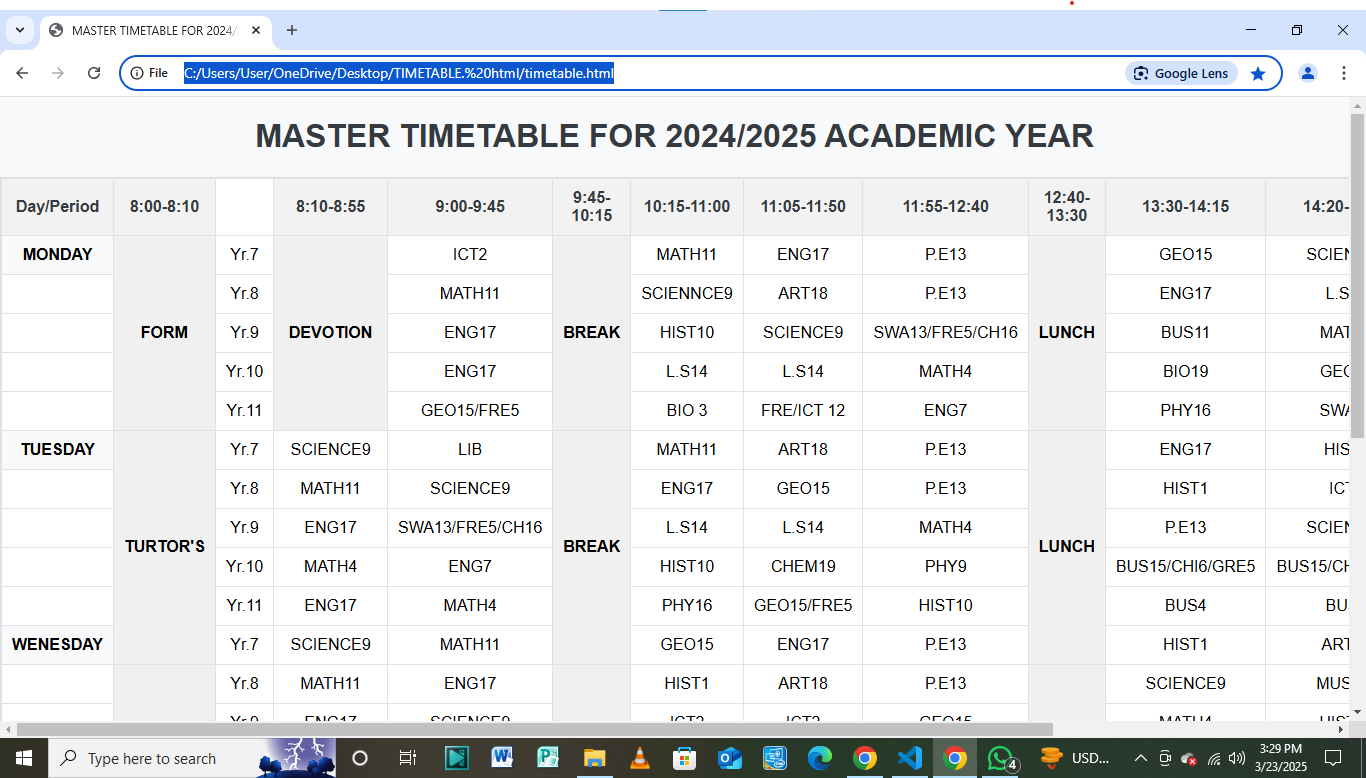 MASTER TIMETABLE FOR 2024/
File C:/Users/User/OneDrive/Desktop/TIMETABLE.%20html/timetable.html Google Lens
MASTER TIMETABLE FOR 2024/2025 ACADEMIC YEAR
Day/Period 8:00-8:10 8:10-8:55 9:00-9:45 9:45-10:15 10:15-11:00 11:05-11:50 11:55-12:40 12:40-13:30 13:30-14:15 14:20-
MONDAY Yr.7 ICT2 MATH11 ENG17 P.E13 GEO15 SCIEN
Yr.8 MATH11 SCIENNCE9 ART18 P.E13 ENG17 L.S
FORM Yr.9 DEVOTION ENG17 BREAK HIST10 SCIENCE9 SWA13/FRE5/CH16 LUNCH BUS11 MAT
Yr.10 ENG17 L.S14 L.S14 MATH4 BIO19 GEO
Yr.11 GEO15/FRE5 BIO 3 FRE/ICT 12 ENG7 PHY16 SWA
TUESDAY Yr.7 SCIENCE9 LIB MATH11 ART18 P.E13 ENG17 HIS
Yr.8 MATH11 SCIENCE9 ENG17 GEO15 P.E13 HIST1 ICT
Yr.9 ENG17 SWA13/FRE5/CH16 L.S14 L.S14 MATH4 P.E13 SCIEN
TURTOR'S BREAK LUNCH
Yr.10 MATH4 ENG7 HIST10 CHEM19 PHY9 BUS15/CHI6/GRE5 BUS15/CH
Yr.11 ENG17 MATH4 PHY16 GEO15/FRE5 HIST10 BUS4 BU
WENESDAY Yr.7 SCIENCE9 MATH11 GEO15 ENG17 P.E13 HIST1 ART
Yr.8 MATH11 ENG17 HIST1 ART18 P.E13 SCIENCE9 MUS
Yr.9 ENG17 SCIENCE9 ICT2 ICT2 GEO15 MATH4 HIST
Type here to search 4 USD... 3:29 PM
3/23/2025